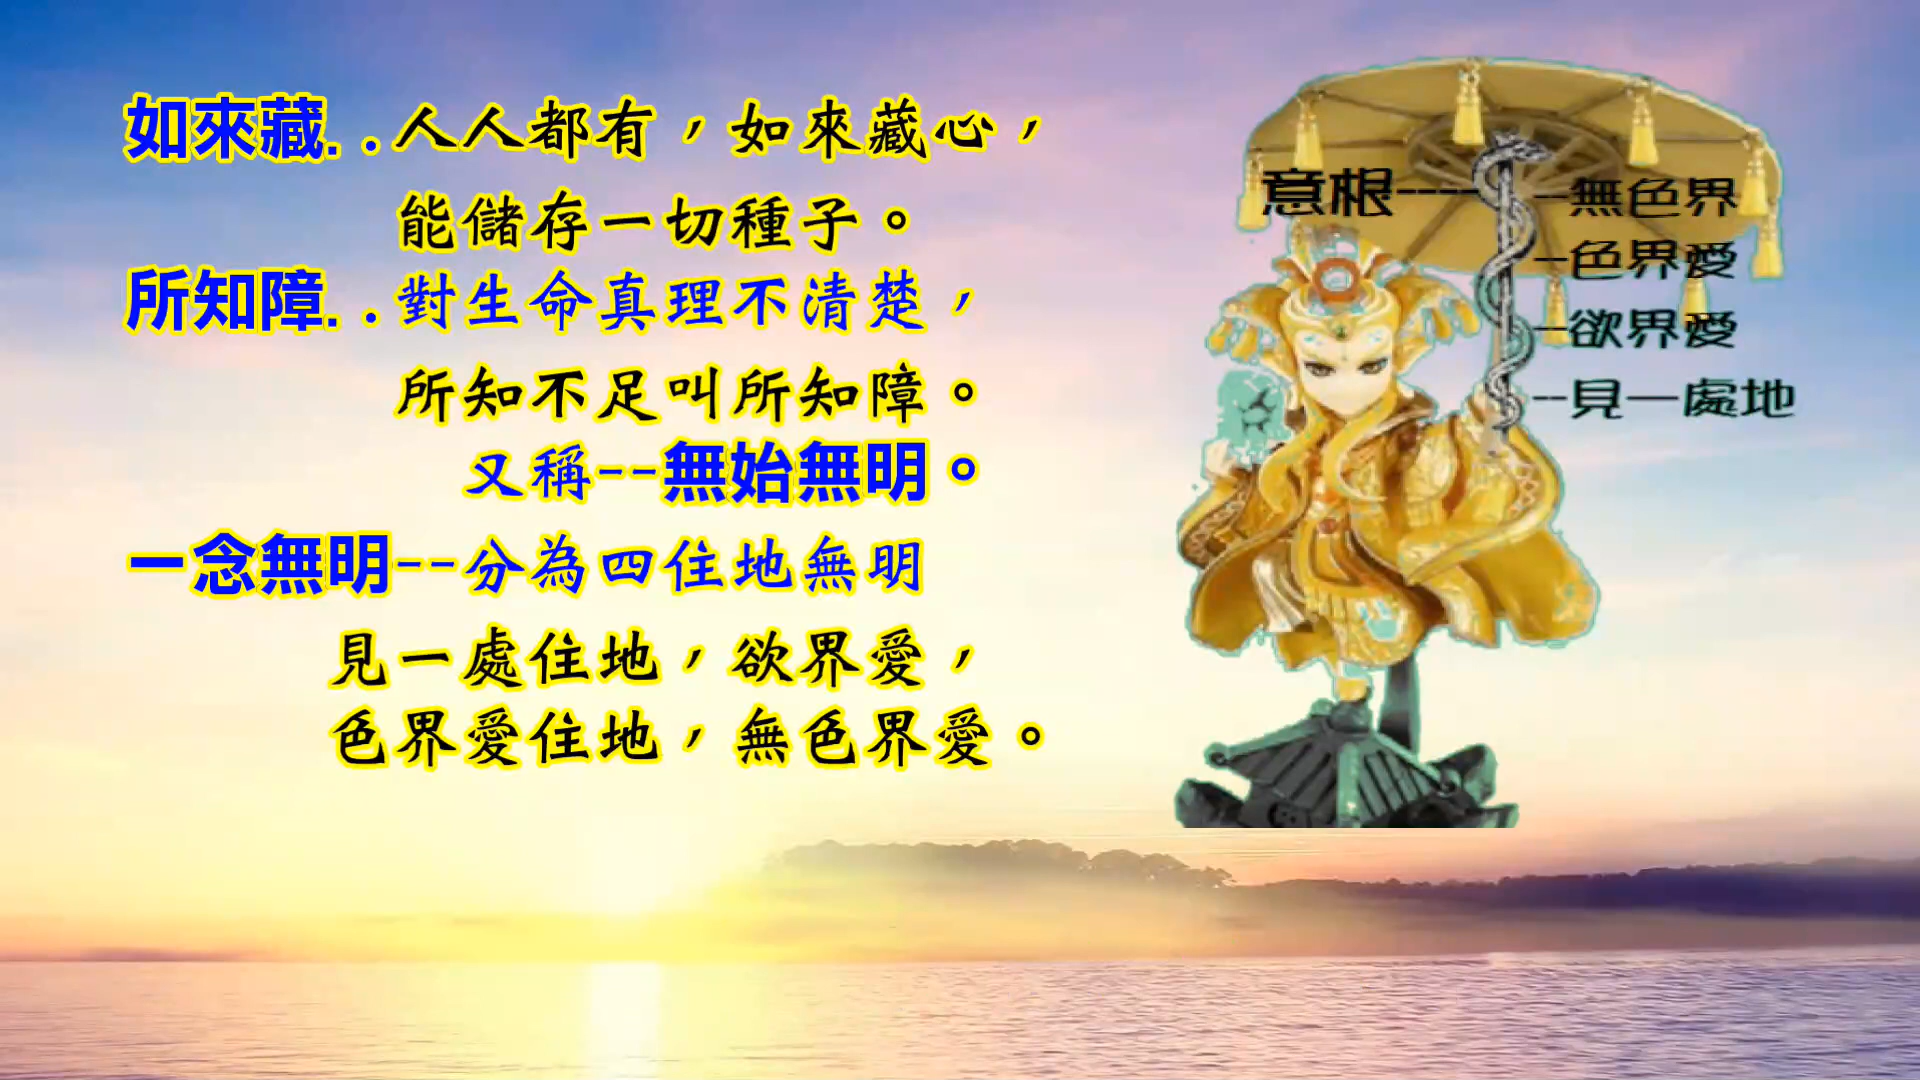 如來藏..人人都有，如來藏心，
能儲存一切種子。
所知障..對生命真理不清楚，
所知不足叫所知障。
又稱--無始無明。
一念無明--分為四住地無明
見一處住地，欲界愛，
色界愛住地，無色界愛。
意根---- --無色界
--色界愛
--欲界愛
--見一處地